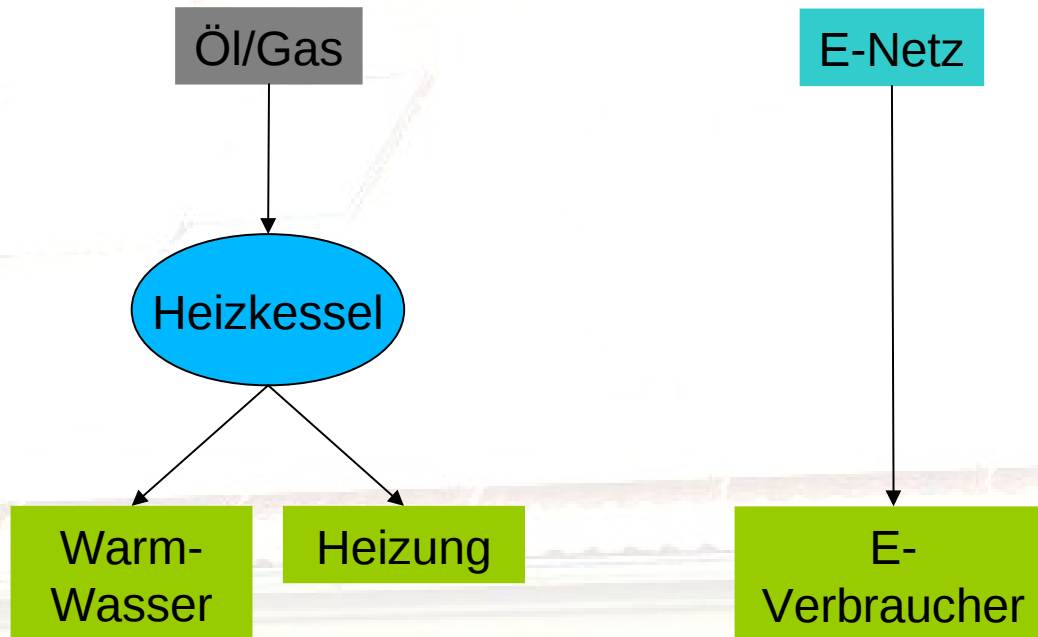 Öl/Gas
E-Netz
Heizkessel
Warm-
Wasser
Heizung
E-
Verbraucher